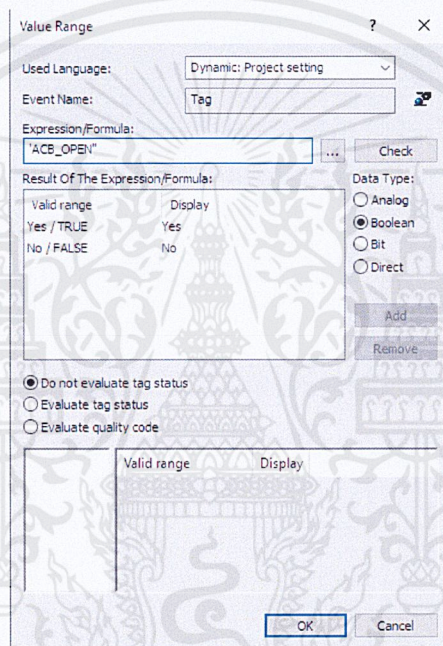 Value Range ? ×
Used Language: Dynamic: Project setting
Event Name: Tag
Expression/Formula:
"ACB_OPEN" ... Check
Result Of The Expression/Formula: Data Type:
Valid range Display Analog
Yes / TRUE Yes Boolean
No / FALSE No Bit
Direct
Add
Remove
Do not evaluate tag status
Evaluate tag status
Evaluate quality code
Valid range Display
OK Cancel